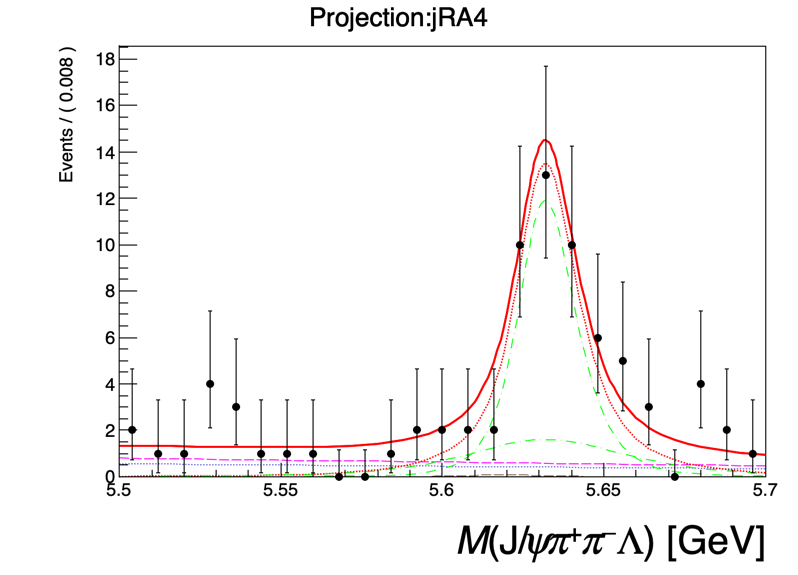 Projection:jRA4
Events / ( 0.008 )
18
16
14
12
10
8
6
4
2
0
5.5 5.55 5.6 5.65 5.7
M(J/ψπ⁺π⁻Λ) [GeV]